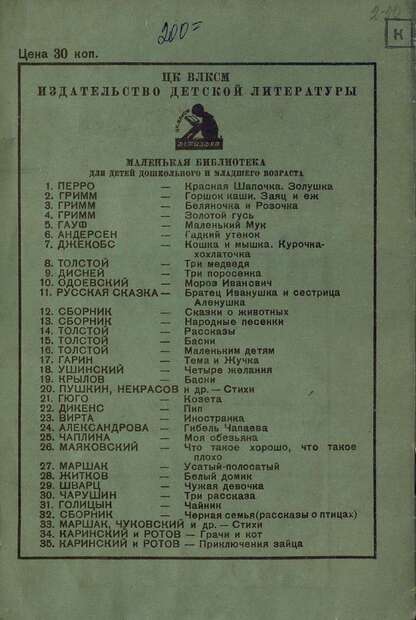 200=
К
Цена 30 коп.
ЦК ВЛКСМ
ИЗДАТЕЛЬСТВО ДЕТСКОЙ ЛИТЕРАТУРЫ
МАЛЕНЬКАЯ БИБЛИОТЕКА
ДЛЯ ДЕТЕЙ ДОШКОЛЬНОГО И МЛАДШЕГО ВОЗРАСТА
1. ПЕРРО — Красная Шапочка. Золушка
2. ГРИММ — Горшок каши. Заяц и еж
3. ГРИММ — Беляночка и Розочка
4. ГРИММ — Золотой гусь
5. ГАУФ — Маленький Мук
6. АНДЕРСЕН — Гадкий утенок
7. ДЖЕКОБС — Кошка и мышка. Курочка-
хохлаточка
8. ТОЛСТОЙ — Три медведя
9. ДИСНЕЙ — Три поросенка
10. ОДОЕВСКИЙ — Мороз Иванович
11. РУССКАЯ СКАЗКА — Братец Иванушка и сестрица
Аленушка
12. СБОРНИК — Сказки о животных
13. СБОРНИК — Народные песенки
14. ТОЛСТОЙ — Рассказы
15. ТОЛСТОЙ — Басни
16. ТОЛСТОЙ — Маленьким детям
17. ГАРИН — Тема и Жучка
18. УШИНСКИЙ — Четыре желания
19. КРЫЛОВ — Басни
20. ПУШКИН, НЕКРАСОВ и др. — Стихи
21. ГЮГО — Козета
22. ДИКЕНС — Пип
23. ВИРТА — Иностранка
24. АЛЕКСАНДРОВА — Гибель Чапаева
25. ЧАПЛИНА — Моя обезьяна
26. МАЯКОВСКИЙ — Что такое хорошо, что такое
плохо
27. МАРШАК — Усатый-полосатый
28. ЖИТКОВ — Белый домик
29. ШВАРЦ — Чужая девочка
30. ЧАРУШИН — Три рассказа
31. ГОЛИЦЫН — Чайник
32. СБОРНИК — Черная семья (рассказы о птицах)
33. МАРШАК, ЧУКОВСКИЙ и др. — Стихи
34. КАРИНСКИЙ и РОТОВ — Грачи и кот
35. КАРИНСКИЙ и РОТОВ — Приключения зайца